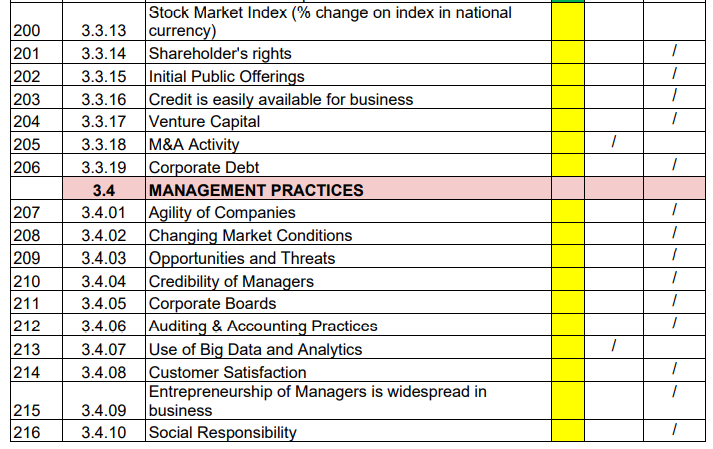 Stock Market Index (% change on index in national
200 3.3.13 currency)
201 3.3.14 Shareholder's rights /
202 3.3.15 Initial Public Offerings /
203 3.3.16 Credit is easily available for business /
204 3.3.17 Venture Capital /
205 3.3.18 M&A Activity /
206 3.3.19 Corporate Debt /
3.4 MANAGEMENT PRACTICES
207 3.4.01 Agility of Companies /
208 3.4.02 Changing Market Conditions /
209 3.4.03 Opportunities and Threats /
210 3.4.04 Credibility of Managers /
211 3.4.05 Corporate Boards /
212 3.4.06 Auditing & Accounting Practices /
213 3.4.07 Use of Big Data and Analytics /
214 3.4.08 Customer Satisfaction /
Entrepreneurship of Managers is widespread in /
215 3.4.09 business
216 3.4.10 Social Responsibility /